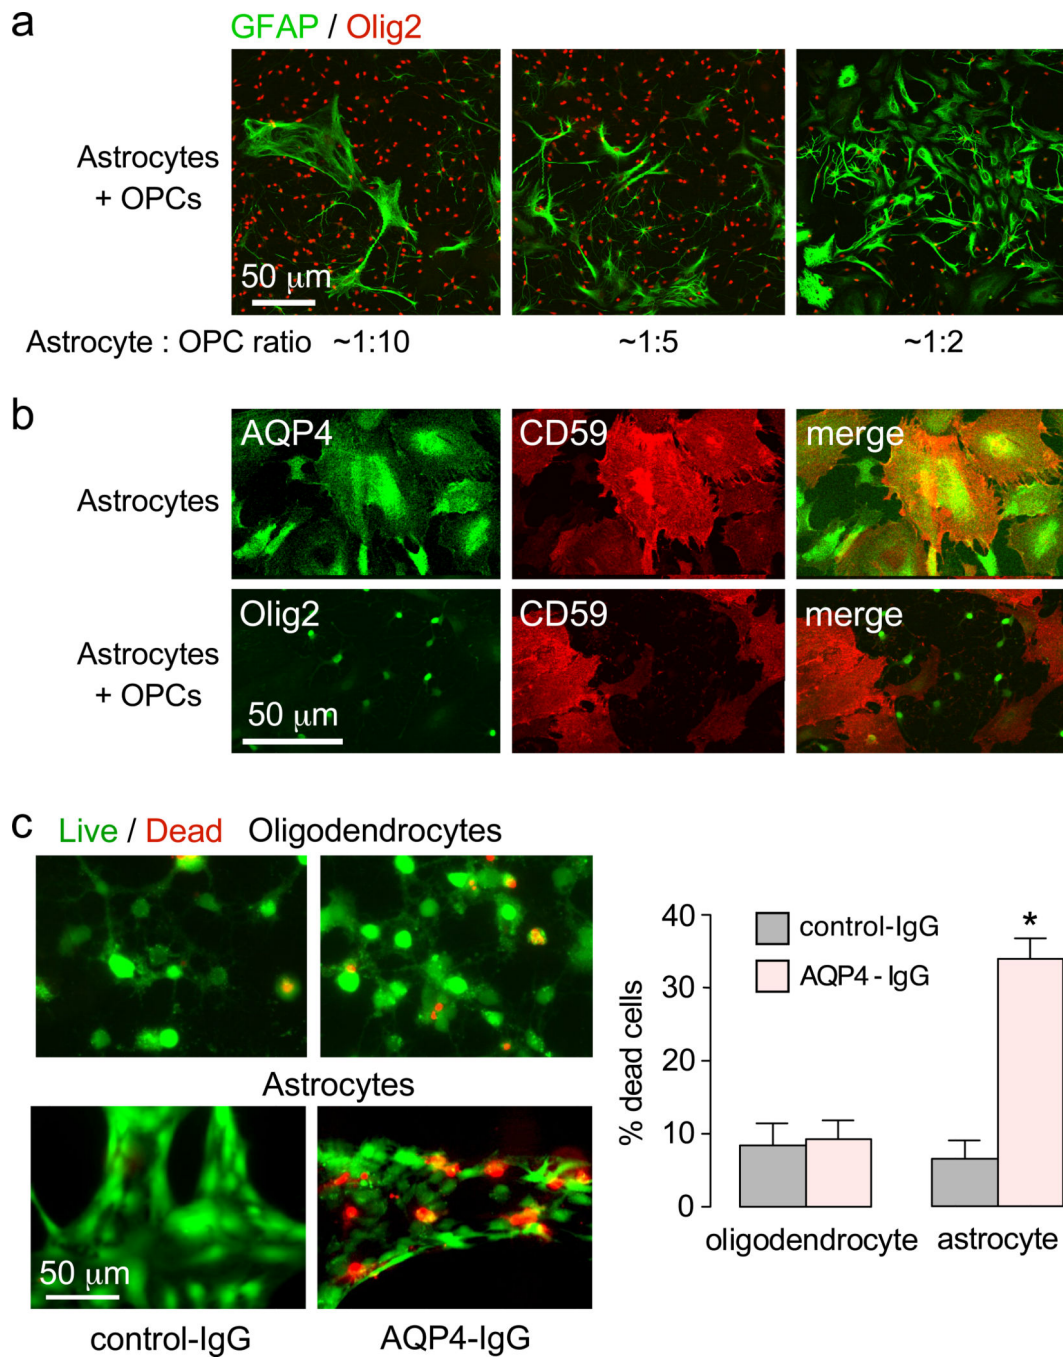 a
GFAP / Olig2
Astrocytes
+ OPCs
50 μm
Astrocyte : OPC ratio ~1:10 ~1:5 ~1:2
b
AQP4 CD59 merge
Astrocytes
Olig2 CD59 merge
Astrocytes
+ OPCs
50 μm
c Live / Dead Oligodendrocytes
Astrocytes
50 μm
control-IgG AQP4-IgG
% dead cells
40
30
20
10
0
control-IgG
AQP4-IgG
*
oligodendrocyte astrocyte